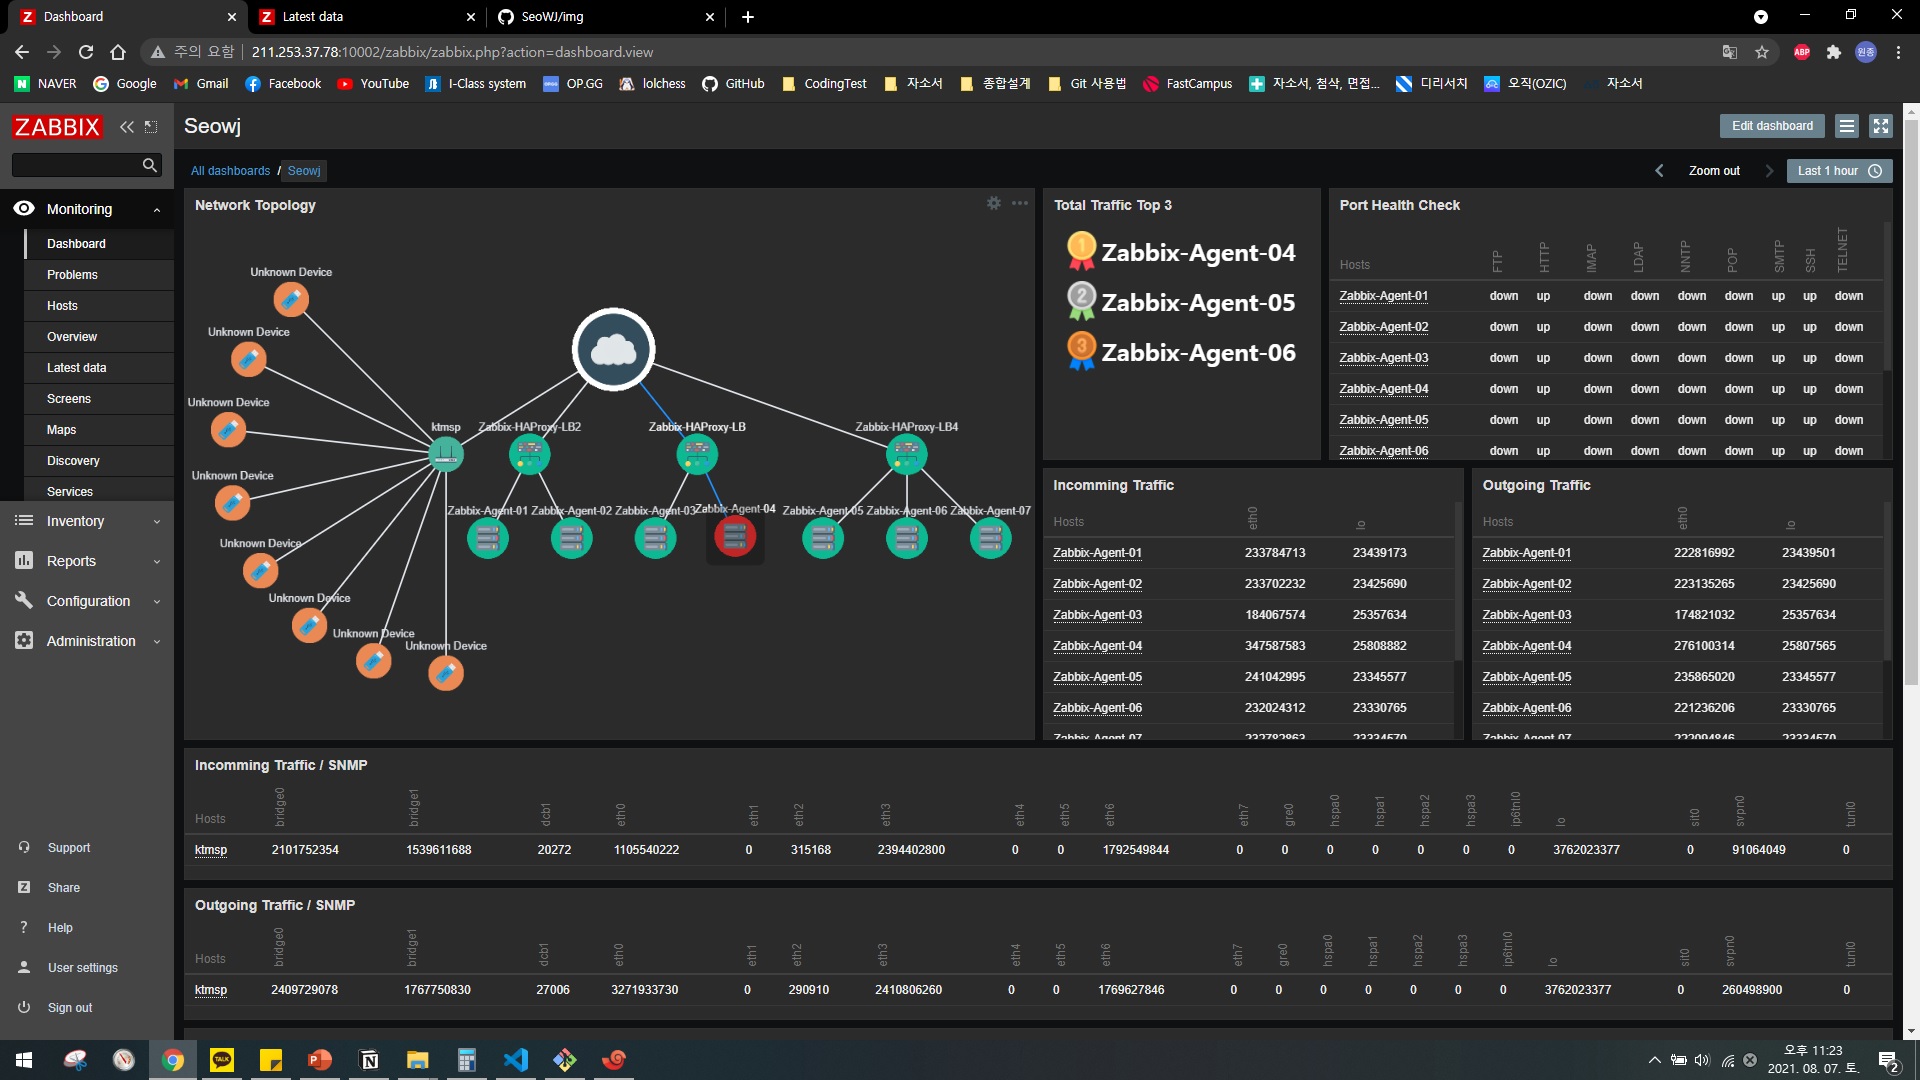 Dashboard
Latest data
SeoWJ/img
주의 요함
211.253.37.78:10002/zabbix/zabbix.php?action=dashboard.view
ABP
원종
NAVER
Google
Gmail
Facebook
YouTube
I-Class system
OP.GG
lolchess
GitHub
CodingTest
자소서
종합설계
Git 사용법
FastCampus
자소서, 첨삭, 면접...
디리서치
오직(OZIC)
자소서
ZABBIX
Seowj
Edit dashboard
All dashboards / Seowj
Zoom out
Last 1 hour
Monitoring
Dashboard
Problems
Hosts
Overview
Latest data
Screens
Maps
Discovery
Services
Inventory
Reports
Configuration
Administration
Support
Share
Help
User settings
Sign out
Network Topology
Unknown Device
Unknown Device
Unknown Device
Unknown Device
Unknown Device
Unknown Device
Unknown Device
Unknown Device
ktmsp
Zabbix-HAProxy-LB2
Zabbix-HAProxy-LB
Zabbix-HAProxy-LB4
Zabbix-Agent-01
Zabbix-Agent-02
Zabbix-Agent-03
Zabbix-Agent-04
Zabbix-Agent-05
Zabbix-Agent-06
Zabbix-Agent-07
Total Traffic Top 3
1 Zabbix-Agent-04
2 Zabbix-Agent-05
3 Zabbix-Agent-06
Port Health Check
Hosts FTP HTTP IMAP LDAP NNTP POP SMTP SSH TELNET
Zabbix-Agent-01 down up down down down down up up down
Zabbix-Agent-02 down up down down down down up up down
Zabbix-Agent-03 down up down down down down up up down
Zabbix-Agent-04 down up down down down down up up down
Zabbix-Agent-05 down up down down down down up up down
Zabbix-Agent-06 down up down down down down up up down
Incomming Traffic
Hosts eth0 lo
Zabbix-Agent-01 233784713 23439173
Zabbix-Agent-02 233702232 23425690
Zabbix-Agent-03 184067574 25357634
Zabbix-Agent-04 347587583 25808882
Zabbix-Agent-05 241042995 23345577
Zabbix-Agent-06 232024312 23330765
Zabbix-Agent-07 232782863 23334570
Outgoing Traffic
Hosts eth0 lo
Zabbix-Agent-01 222816992 23439501
Zabbix-Agent-02 223135265 23425690
Zabbix-Agent-03 174821032 25357634
Zabbix-Agent-04 276100314 25807565
Zabbix-Agent-05 235865020 23345577
Zabbix-Agent-06 221236206 23330765
Zabbix-Agent-07 222094846 23334570
Incomming Traffic / SNMP
Hosts bridge0 bridge1 dcb1 eth0 eth1 eth2 eth3 eth4 eth5 eth6 eth7 gre0 hspa0 hspa1 hspa2 hspa3 ip6tnl0 lo sit0 svpn0 tunl0
ktmsp 2101752354 1539611688 20272 1105540222 0 315168 2394402800 0 0 1792549844 0 0 0 0 0 0 0 3762023377 0 91064049 0
Outgoing Traffic / SNMP
Hosts bridge0 bridge1 dcb1 eth0 eth1 eth2 eth3 eth4 eth5 eth6 eth7 gre0 hspa0 hspa1 hspa2 hspa3 ip6tnl0 lo sit0 svpn0 tunl0
ktmsp 2409729078 1767750830 27006 3271933730 0 290910 2410806260 0 0 1769627846 0 0 0 0 0 0 0 3762023377 0 260498900 0
TALK
오후 11:23
2021. 08. 07. 토.
2